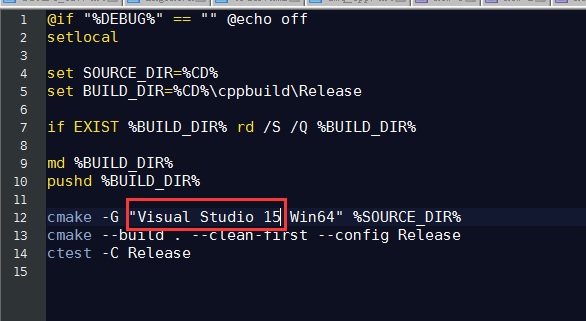 1 @if "%DEBUG%" == "" @echo off
2 setlocal
3
4 set SOURCE_DIR=%CD%
5 set BUILD_DIR=%CD%\cppbuild\Release
6
7 if EXIST %BUILD_DIR% rd /S /Q %BUILD_DIR%
8
9 md %BUILD_DIR%
10 pushd %BUILD_DIR%
11
12 cmake -G "Visual Studio 15 Win64" %SOURCE_DIR%
13 cmake --build . --clean-first --config Release
14 ctest -C Release
15